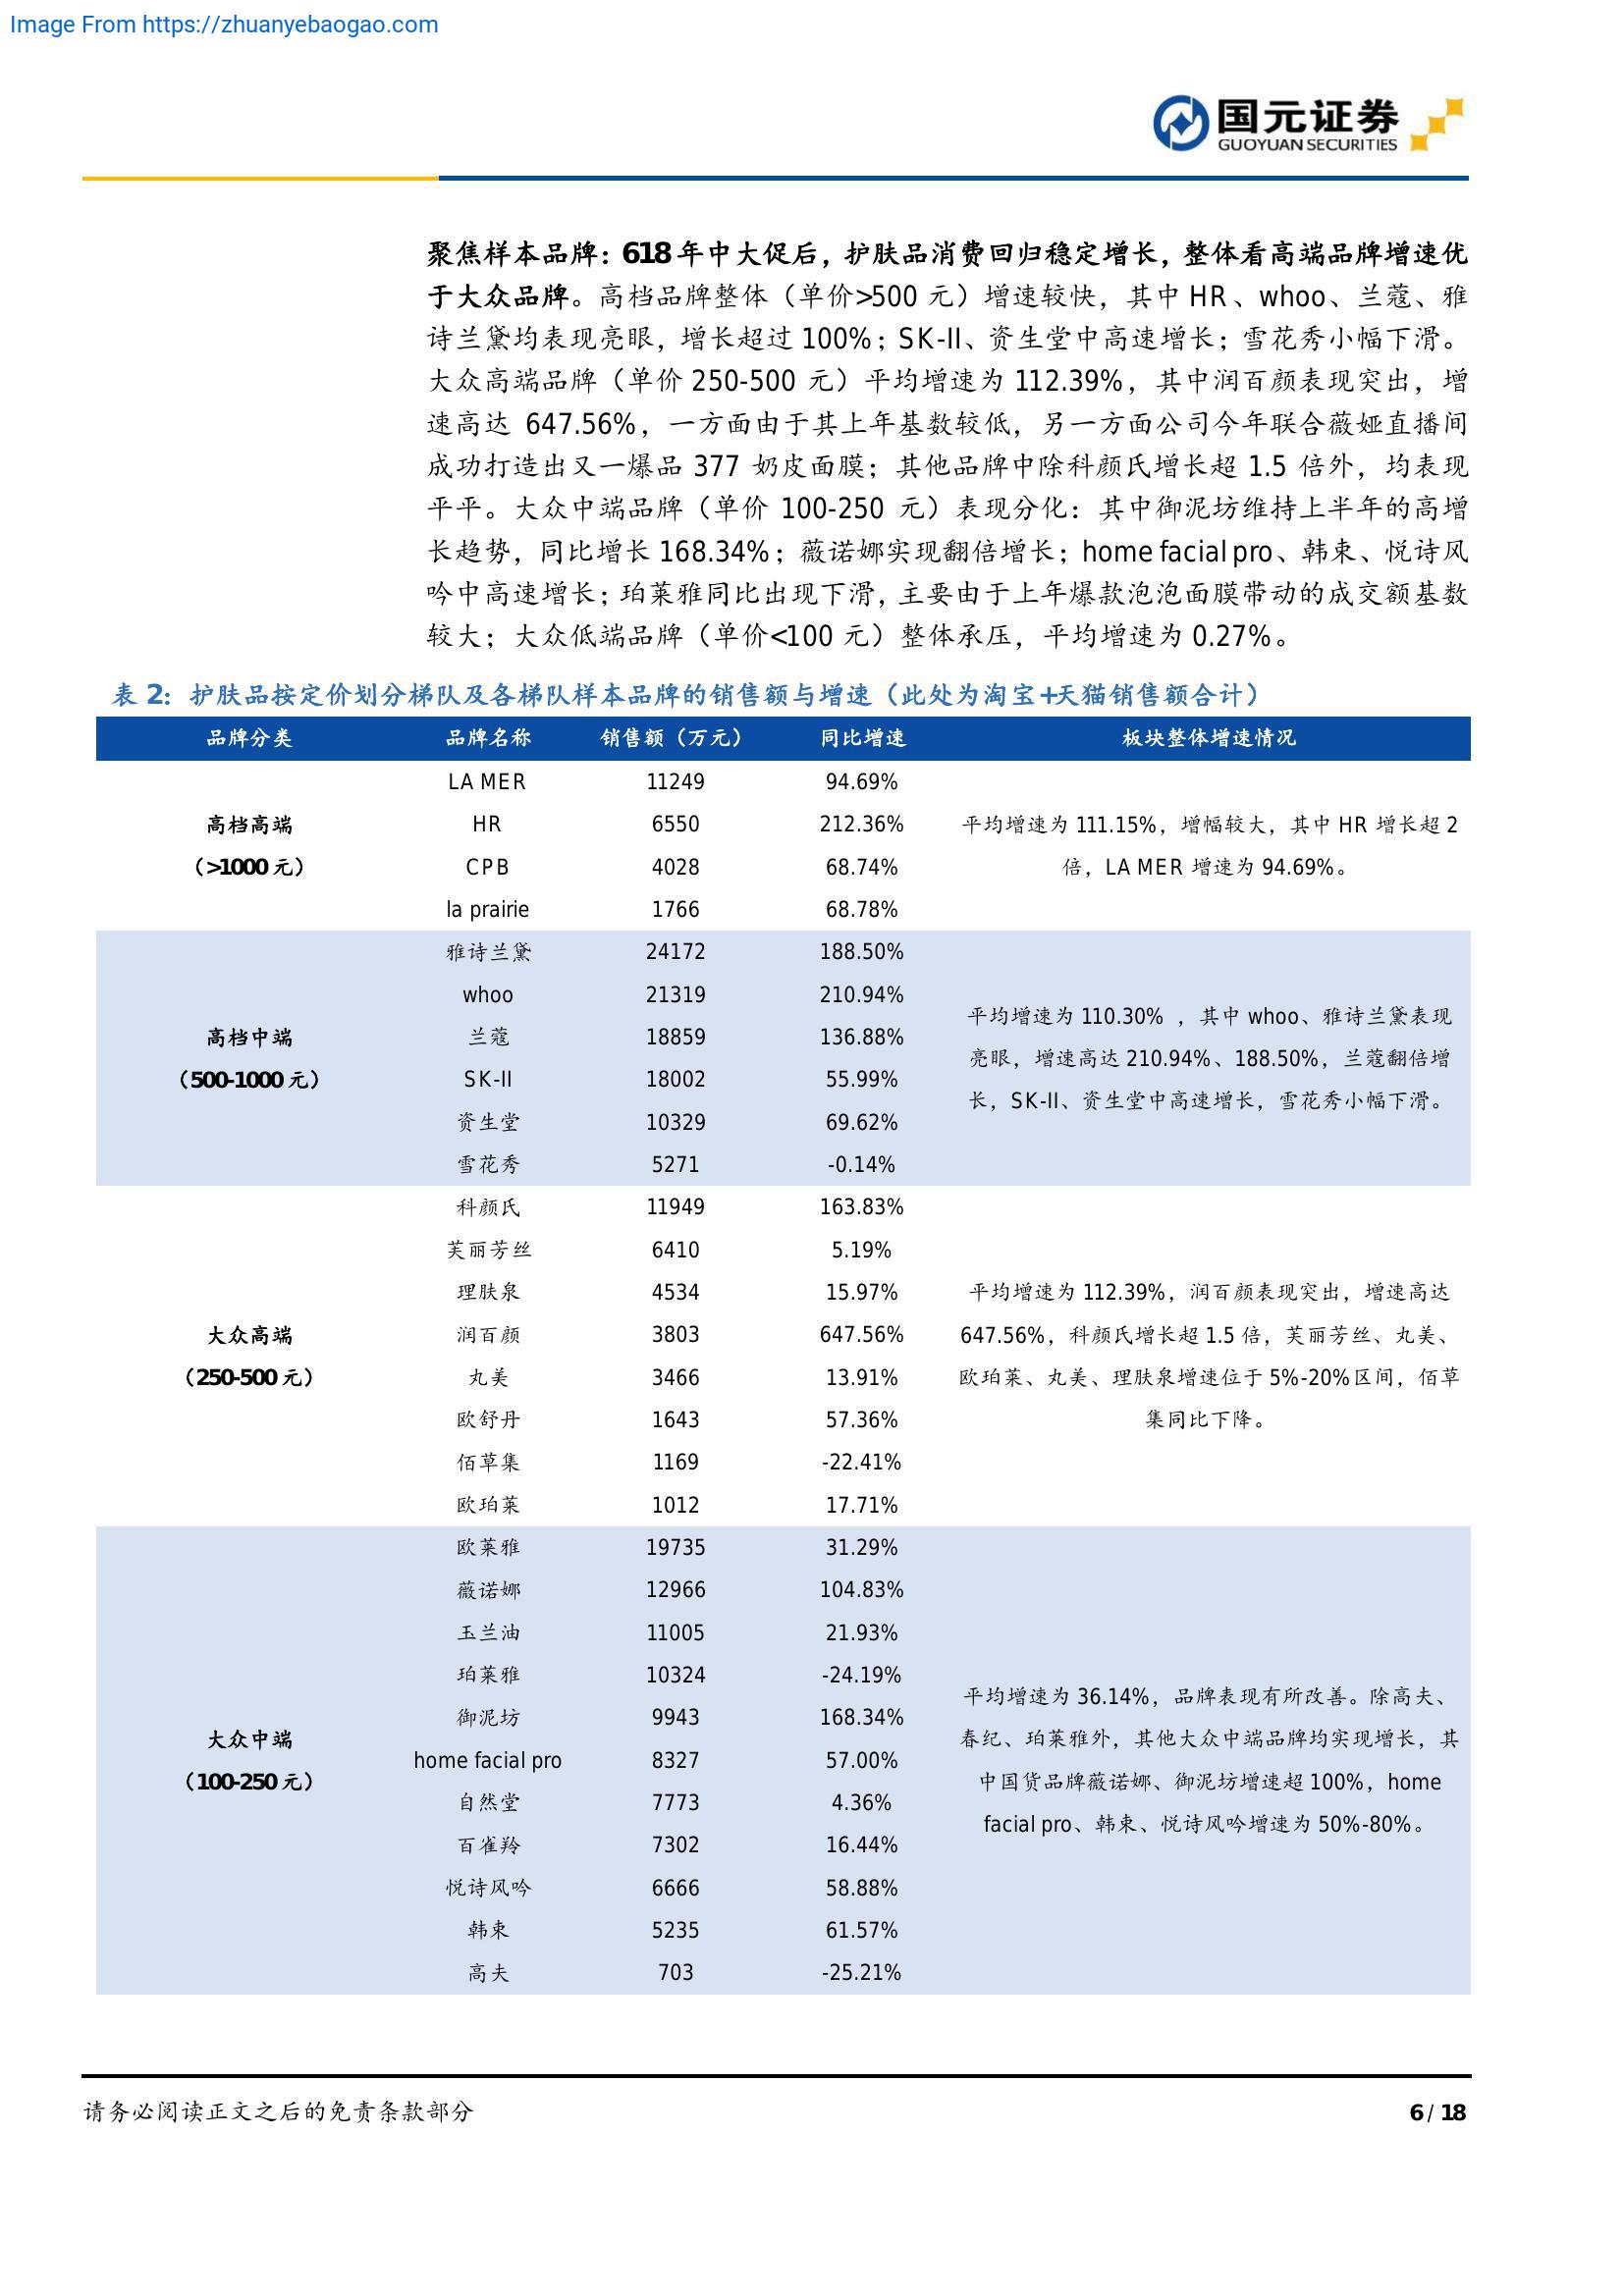 Image From https://zhuanyebaogao.com
国元证券
GUOYUAN SECURITIES
聚焦样本品牌：618 年中大促后，护肤品消费回归稳定增长，整体看高端品牌增速优
于大众品牌。高档品牌整体（单价>500 元）增速较快，其中 HR、whoo、兰蔻、雅
诗兰黛均表现亮眼，增长超过 100%；SK-II、资生堂中高速增长；雪花秀小幅下滑。
大众高端品牌（单价 250-500 元）平均增速为 112.39%，其中润百颜表现突出，增
速高达 647.56%，一方面由于其上年基数较低，另一方面公司今年联合薇娅直播间
成功打造出又一爆品 377 奶皮面膜；其他品牌中除科颜氏增长超 1.5 倍外，均表现
平平。大众中端品牌（单价 100-250 元）表现分化：其中御泥坊维持上半年的高增
长趋势，同比增长 168.34%；薇诺娜实现翻倍增长；home facial pro、韩束、悦诗风
吟中高速增长；珀莱雅同比出现下滑，主要由于上年爆款泡泡面膜带动的成交额基数
较大；大众低端品牌（单价<100 元）整体承压，平均增速为 0.27%。
表 2：护肤品按定价划分梯队及各梯队样本品牌的销售额与增速（此处为淘宝+天猫销售额合计）
品牌分类 品牌名称 销售额（万元） 同比增速 板块整体增速情况
高档高端
（>1000 元）
LA MER 11249 94.69%
HR 6550 212.36%
CPB 4028 68.74%
la prairie 1766 68.78%
平均增速为 111.15%，增幅较大，其中 HR 增长超 2
倍，LA MER 增速为 94.69%。
高档中端
（500-1000 元）
雅诗兰黛 24172 188.50%
whoo 21319 210.94%
兰蔻 18859 136.88%
SK-II 18002 55.99%
资生堂 10329 69.62%
雪花秀 5271 -0.14%
平均增速为 110.30% ，其中 whoo、雅诗兰黛表现
亮眼，增速高达 210.94%、188.50%，兰蔻翻倍增
长，SK-II、资生堂中高速增长，雪花秀小幅下滑。
大众高端
（250-500 元）
科颜氏 11949 163.83%
芙丽芳丝 6410 5.19%
理肤泉 4534 15.97%
润百颜 3803 647.56%
丸美 3466 13.91%
欧舒丹 1643 57.36%
佰草集 1169 -22.41%
欧珀莱 1012 17.71%
平均增速为 112.39%，润百颜表现突出，增速高达
647.56%，科颜氏增长超 1.5 倍，芙丽芳丝、丸美、
欧珀莱、丸美、理肤泉增速位于 5%-20%区间，佰草
集同比下降。
大众中端
（100-250 元）
欧莱雅 19735 31.29%
薇诺娜 12966 104.83%
玉兰油 11005 21.93%
珀莱雅 10324 -24.19%
御泥坊 9943 168.34%
home facial pro 8327 57.00%
自然堂 7773 4.36%
百雀羚 7302 16.44%
悦诗风吟 6666 58.88%
韩束 5235 61.57%
高夫 703 -25.21%
平均增速为 36.14%，品牌表现有所改善。除高夫、
春纪、珀莱雅外，其他大众中端品牌均实现增长，其
中国货品牌薇诺娜、御泥坊增速超 100%，home
facial pro、韩束、悦诗风吟增速为 50%-80%。
请务必阅读正文之后的免责条款部分
6 / 18